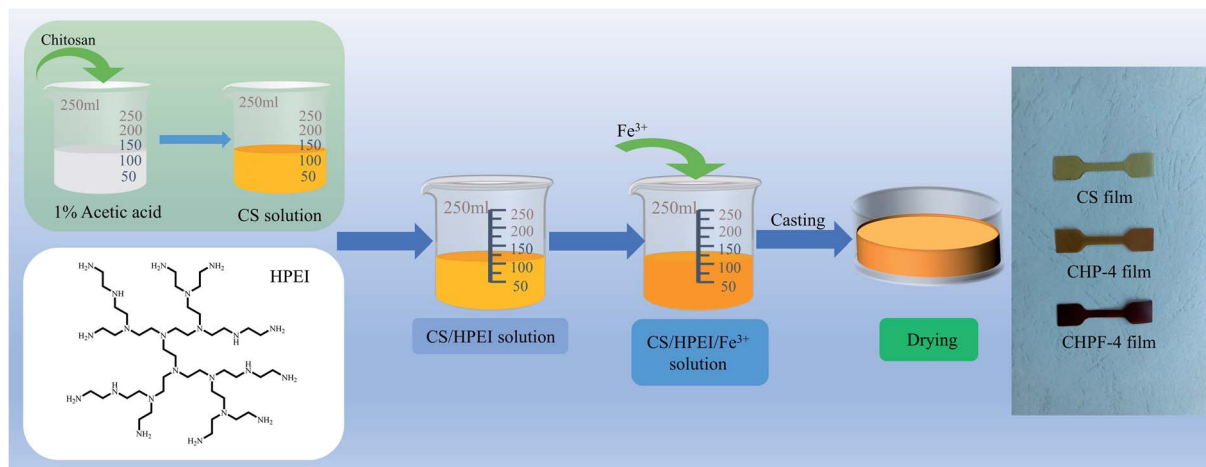 Chitosan
250ml
250
200
150
100
50
1% Acetic acid
250ml
250
200
150
100
50
CS solution
HPEI
H₂N
NH₂
H₂N
NH₂
NH
N
H₂N
N
N
N
N
H
NH₂
N
N
H
NH₂
H
N
N
N
H₂N
N
NH₂
NH₂
H₂N
NH₂
250ml
250
200
150
100
50
CS/HPEI solution
Fe³⁺
250ml
250
200
150
100
50
CS/HPEI/Fe³⁺
solution
Casting
Drying
CS film
CHP-4 film
CHPF-4 film